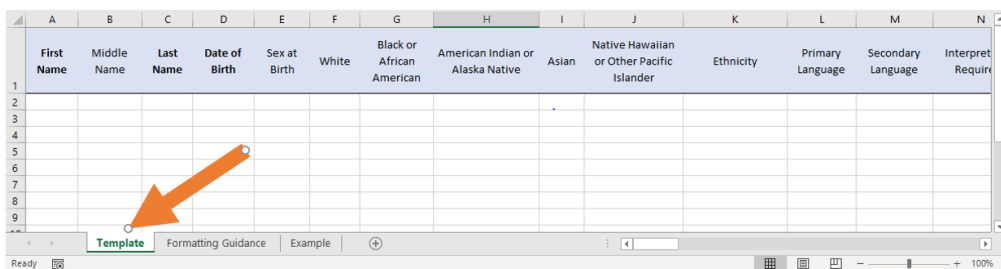 A B C D E F G H I J K L M N
First Name Middle Name Last Name Date of Birth Sex at Birth White Black or African American American Indian or Alaska Native Asian Native Hawaiian or Other Pacific Islander Ethnicity Primary Language Secondary Language Interpret Require
1
2
3
4
5
6
7
8
9
Template Formatting Guidance Example
Ready 100%